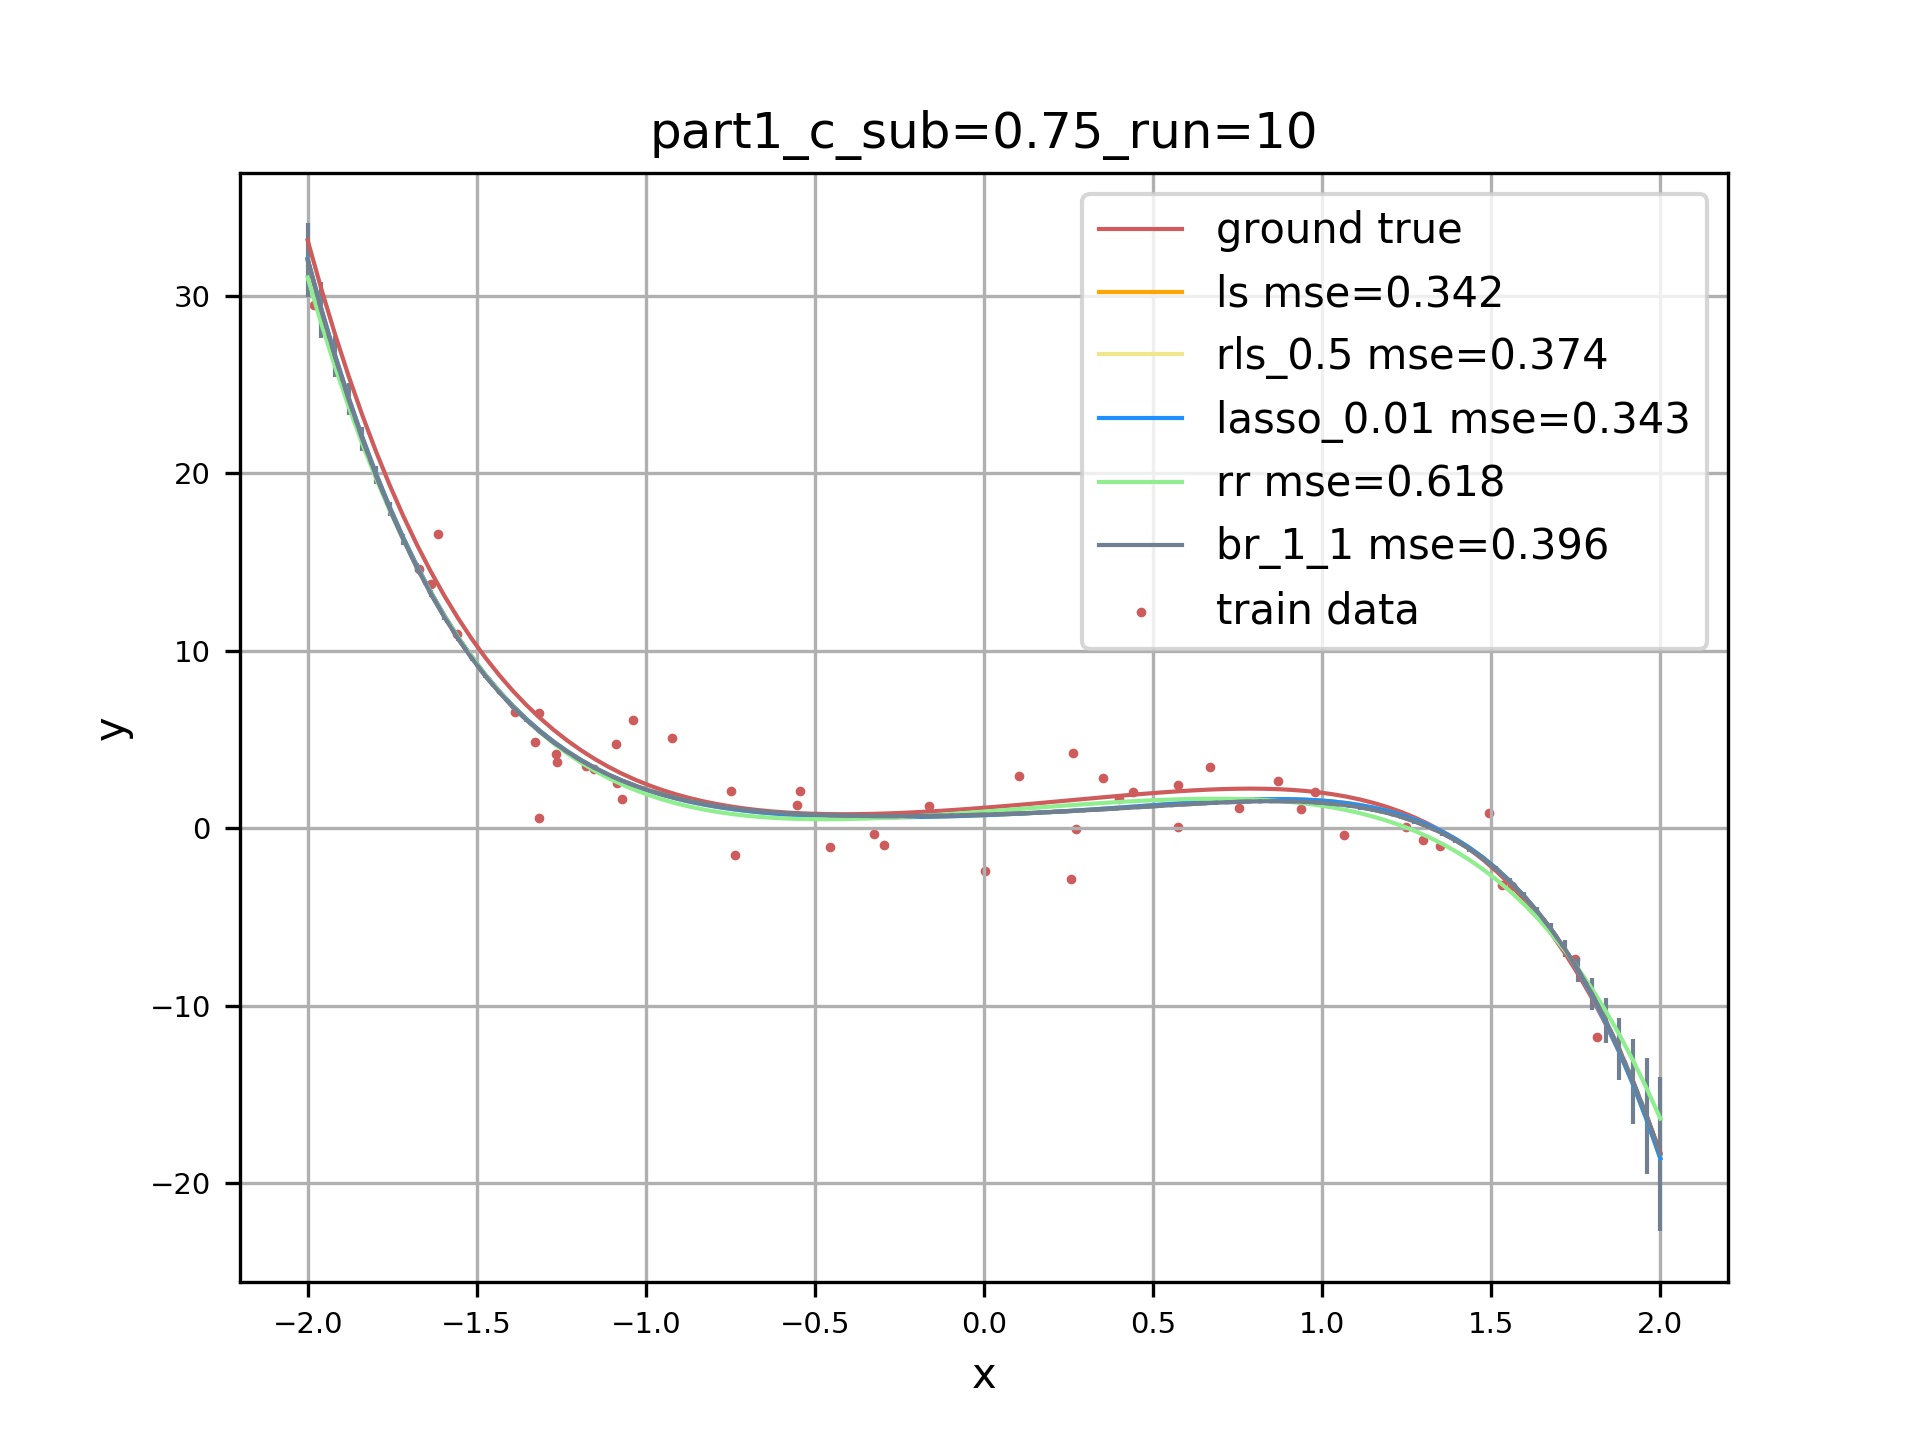 part1_c_sub=0.75_run=10
ground true
ls mse=0.342
rls_0.5 mse=0.374
lasso_0.01 mse=0.343
rr mse=0.618
br_1_1 mse=0.396
train data
30
20
10
0
−10
−20
y
−2.0 −1.5 −1.0 −0.5 0.0 0.5 1.0 1.5 2.0
x